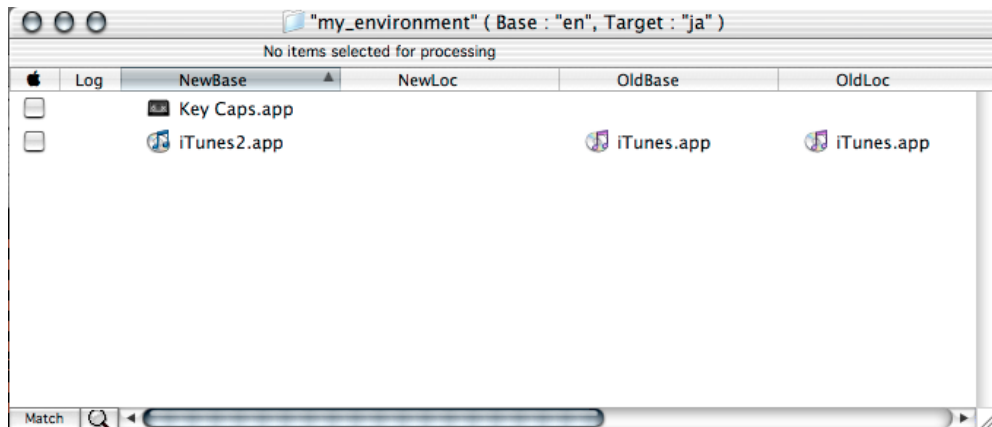 "my_environment" ( Base : "en", Target : "ja" )
No items selected for processing
Log NewBase NewLoc OldBase OldLoc
Key Caps.app
iTunes2.app iTunes.app iTunes.app
Match